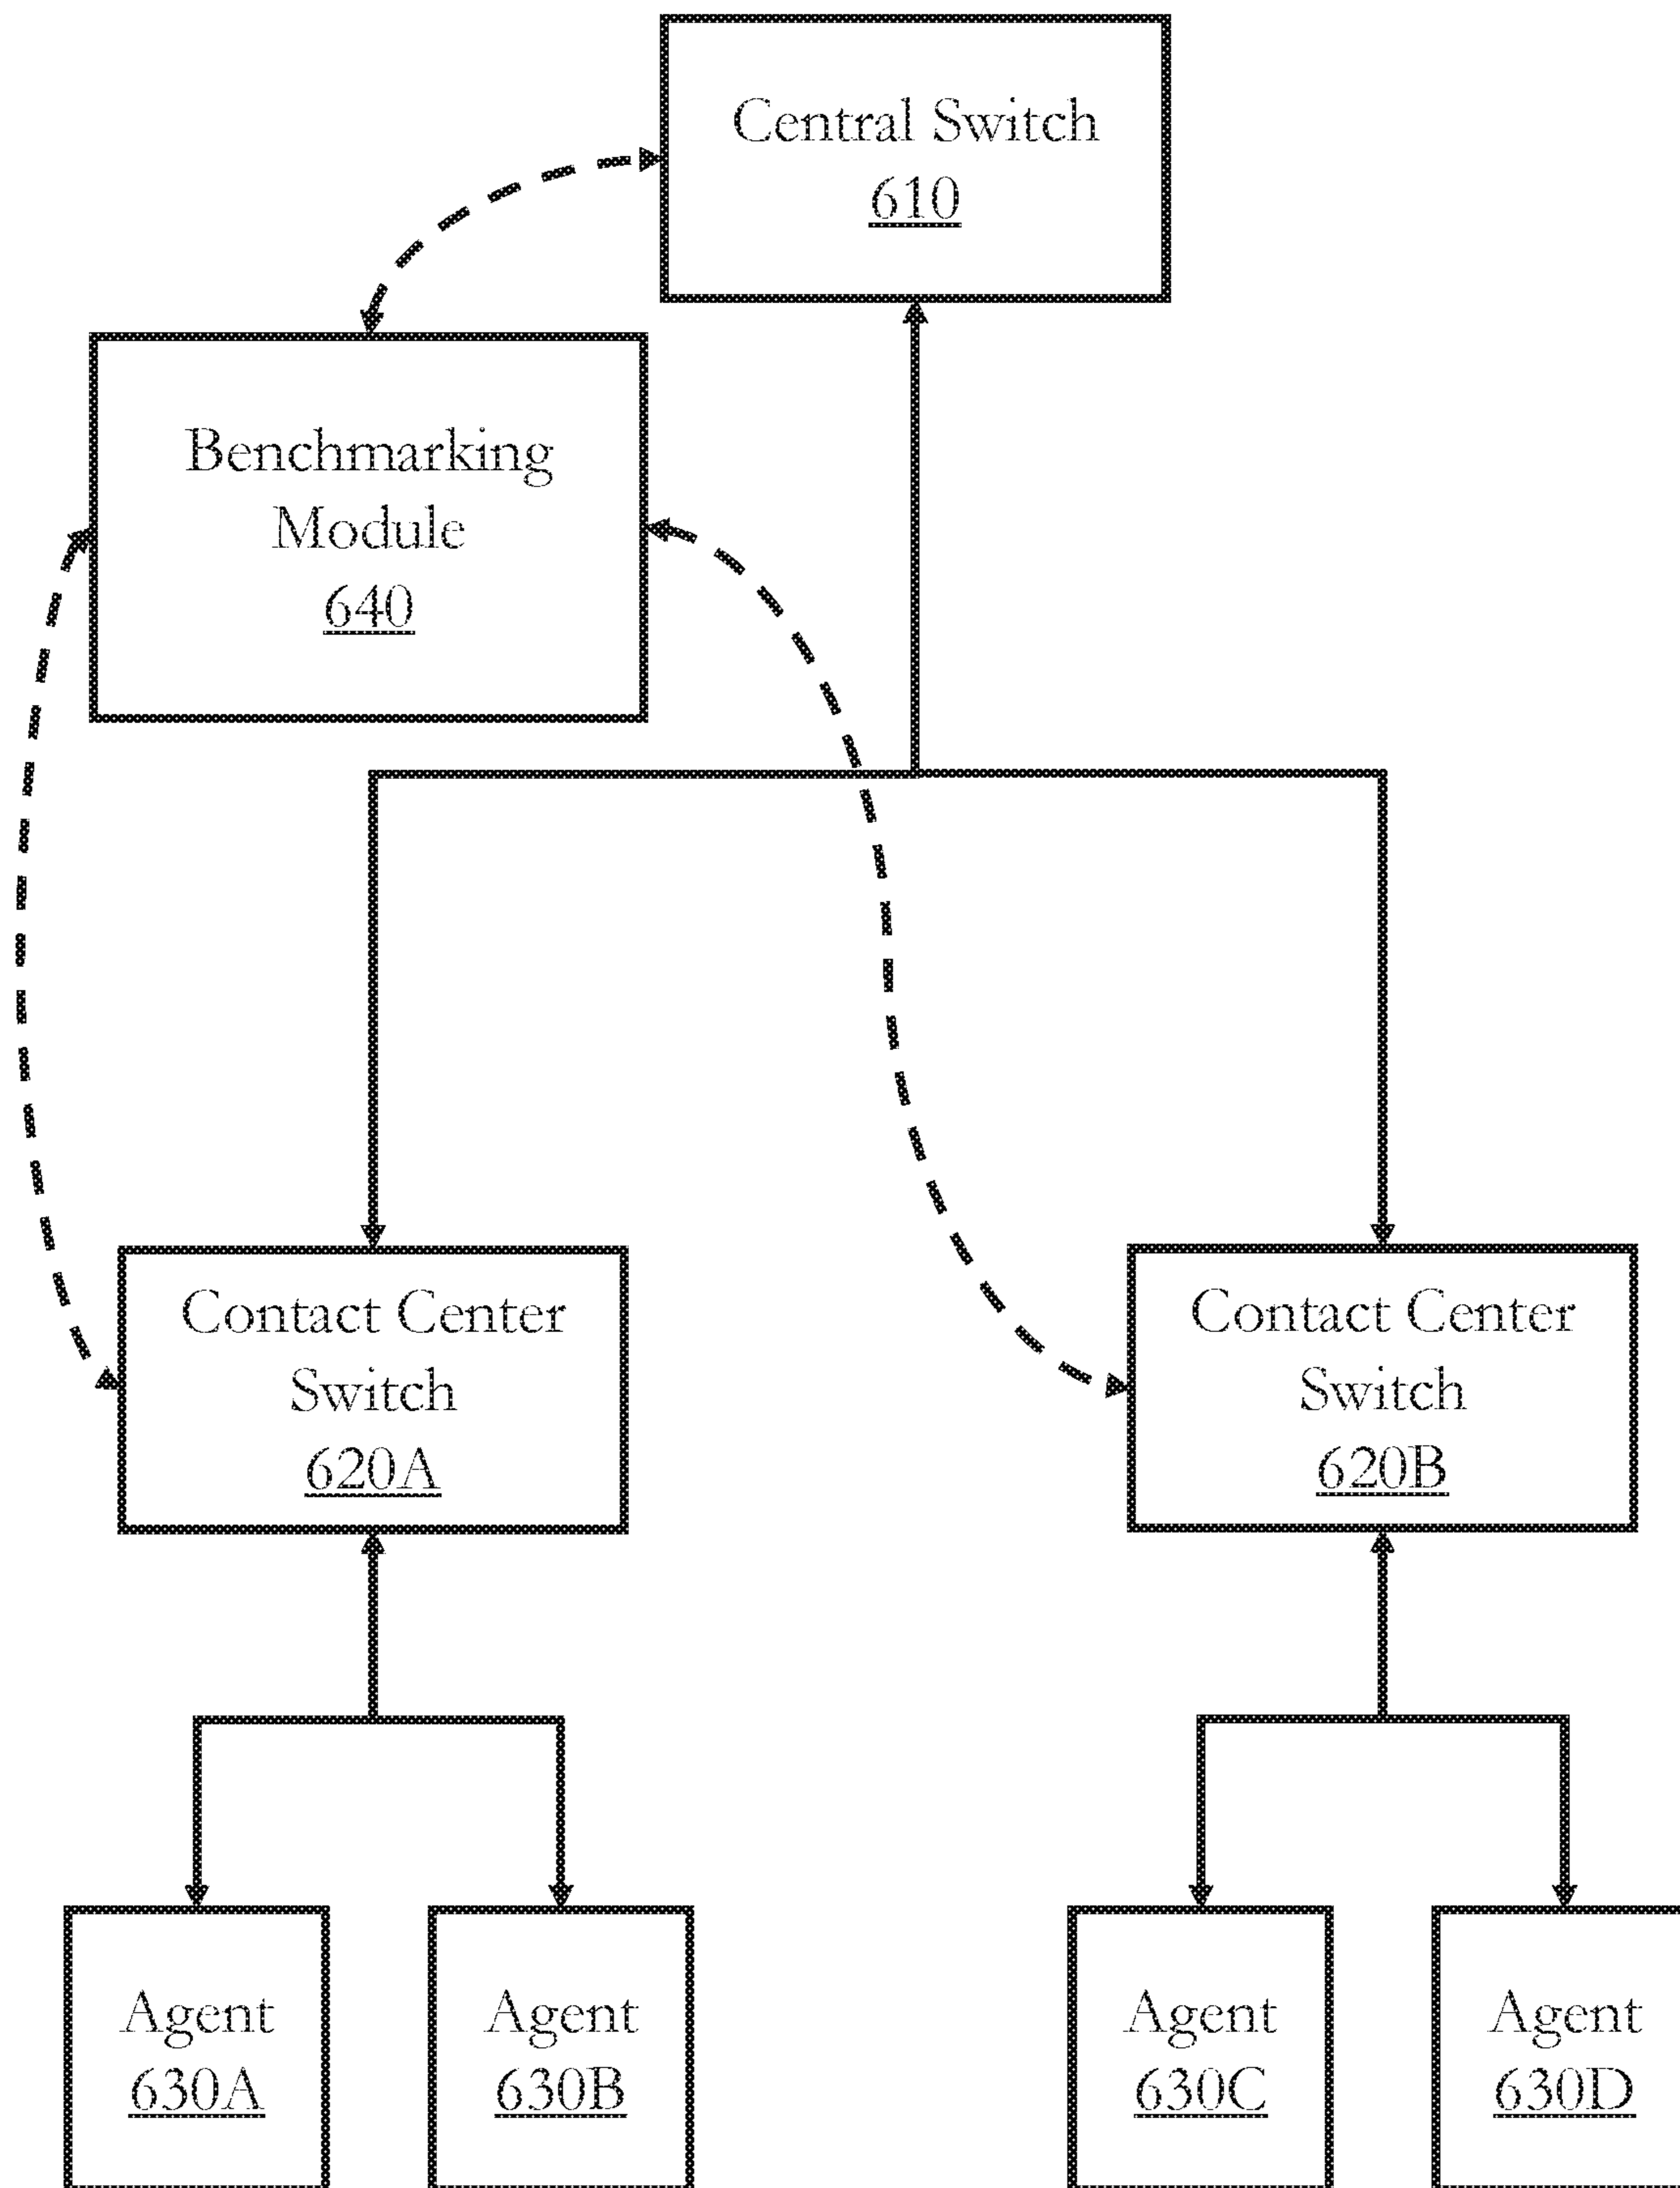 Central Switch
610
Benchmarking
Module
640
Contact Center
Switch
620A
Contact Center
Switch
620B
Agent
630A
Agent
630B
Agent
630C
Agent
630D